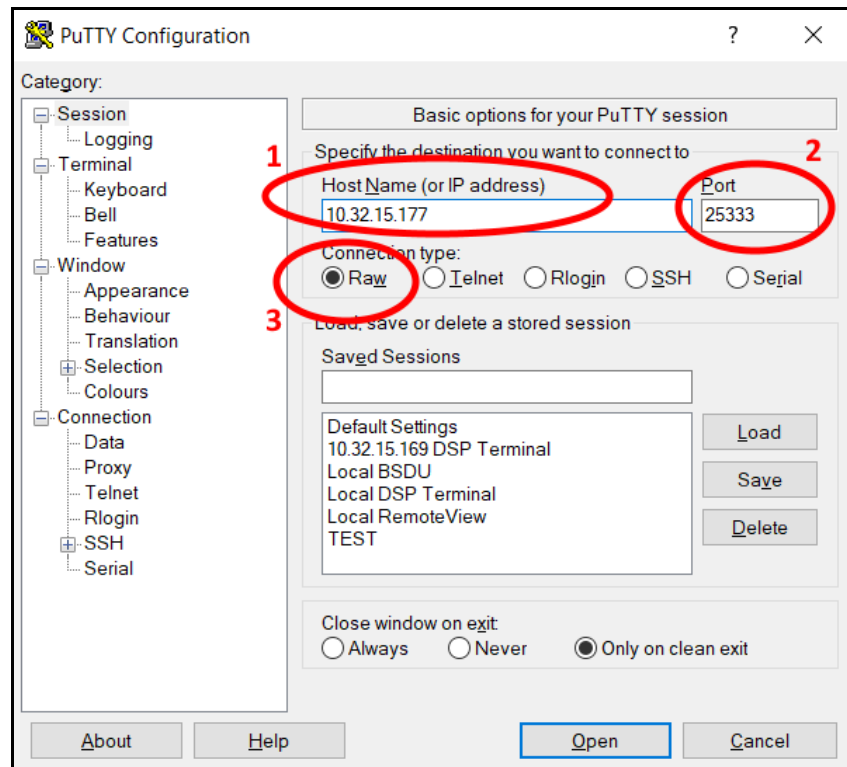 PuTTY Configuration
?
Category:
Session
Logging
Terminal
Keyboard
Bell
Features
Window
Appearance
Behaviour
Translation
Selection
Colours
Connection
Data
Proxy
Telnet
Rlogin
SSH
Serial
Basic options for your PuTTY session
Specify the destination you want to connect to
1
2
Host Name (or IP address) Port
10.32.15.177 25333
Connection type:
Raw Telnet Rlogin SSH Serial
3
Load, save or delete a stored session
Saved Sessions
Default Settings
10.32.15.169 DSP Terminal
Local BSDU
Local DSP Terminal
Local RemoteView
TEST
Load
Save
Delete
Close window on exit:
Always Never Only on clean exit
About Help Open Cancel